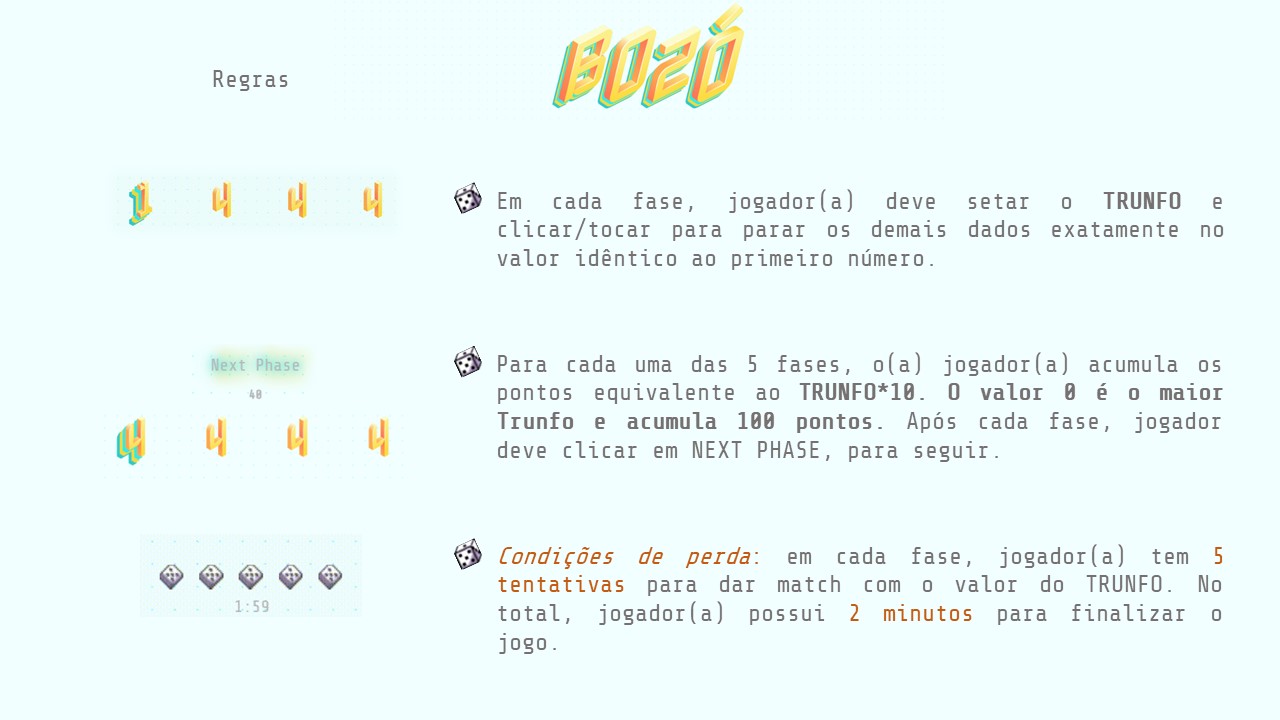 BOZÓ
Regras
1 4 4 4
Em cada fase, jogador(a) deve setar o TRUNFO e
clicar/tocar para parar os demais dados exatamente no
valor idêntico ao primeiro número.
Next Phase
40
4 4 4 4
Para cada uma das 5 fases, o(a) jogador(a) acumula os
pontos equivalente ao TRUNFO*10. O valor 0 é o maior
Trunfo e acumula 100 pontos. Após cada fase, jogador
deve clicar em NEXT PHASE, para seguir.
1:59
Condições de perda: em cada fase, jogador(a) tem 5
tentativas para dar match com o valor do TRUNFO. No
total, jogador(a) possui 2 minutos para finalizar o
jogo.